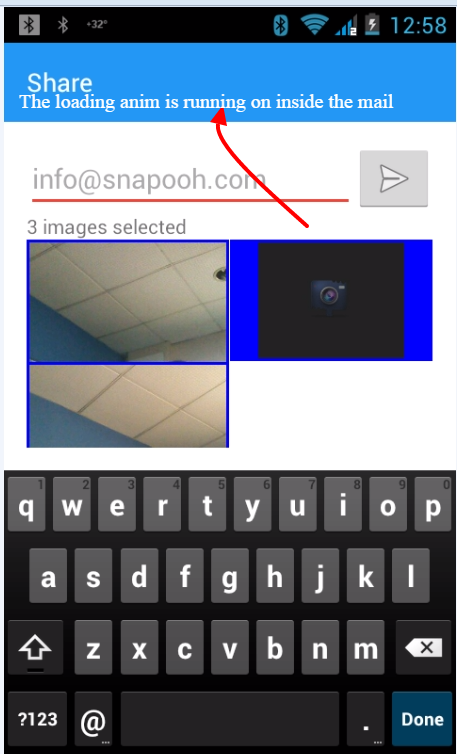 +32°
2
12:58
Share
The loading anim is running on inside the mail
info@snapooh.com
3 images selected
1 2 3 4 5 6 7 8 9 0
q w e r t y u i o p
a s d f g h j k l
z x c v b n m
?123 @ ... . ... Done